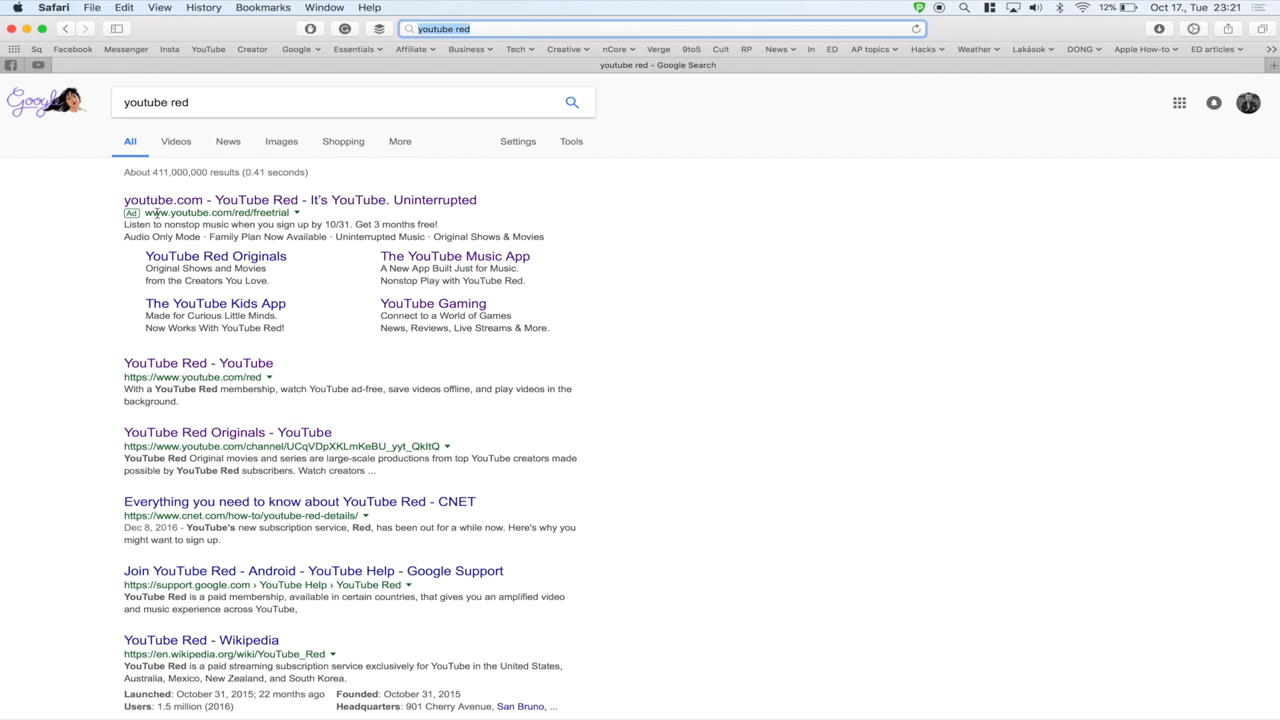 Safari File Edit View History Bookmarks Window Help 12% Oct 17., Tue 23:21
youtube red
Sq Facebook Messenger Insta YouTube Creator Google Essentials Affiliate Business Tech Creative nCore Verge 9to5 Cult RP News In ED AP topics Hacks Weather Lakások DONG Apple How-to ED articles
youtube red - Google Search
Google
youtube red
All Videos News Images Shopping More Settings Tools
About 411,000,000 results (0.41 seconds)
youtube.com - YouTube Red - It's YouTube. Uninterrupted
Ad www.youtube.com/red/freetrial
Listen to nonstop music when you sign up by 10/31. Get 3 months free!
Audio Only Mode · Family Plan Now Available · Uninterrupted Music · Original Shows & Movies
YouTube Red Originals
Original Shows and Movies
from the Creators You Love.
The YouTube Music App
A New App Built Just for Music.
Nonstop Play with YouTube Red.
The YouTube Kids App
Made for Curious Little Minds.
Now Works With YouTube Red!
YouTube Gaming
Connect to a World of Games
News, Reviews, Live Streams & More.
YouTube Red - YouTube
https://www.youtube.com/red
With a YouTube Red membership, watch YouTube ad-free, save videos offline, and play videos in the
background.
YouTube Red Originals - YouTube
https://www.youtube.com/channel/UCqVDpXKLmKeBU_yyt_QkItQ
YouTube Red Original movies and series are large-scale productions from top YouTube creators made
possible by YouTube Red subscribers. Watch creators ...
Everything you need to know about YouTube Red - CNET
https://www.cnet.com/how-to/youtube-red-details/
Dec 8, 2016 - YouTube's new subscription service, Red, has been out for a while now. Here's why you
might want to sign up.
Join YouTube Red - Android - YouTube Help - Google Support
https://support.google.com › YouTube Help › YouTube Red
YouTube Red is a paid membership, available in certain countries, that gives you an amplified video
and music experience across YouTube,
YouTube Red - Wikipedia
https://en.wikipedia.org/wiki/YouTube_Red
YouTube Red is a paid streaming subscription service exclusively for YouTube in the United States,
Australia, Mexico, New Zealand, and South Korea.
Launched: October 31, 2015; 22 months ago Founded: October 31, 2015
Users: 1.5 million (2016) Headquarters: 901 Cherry Avenue, San Bruno, ...